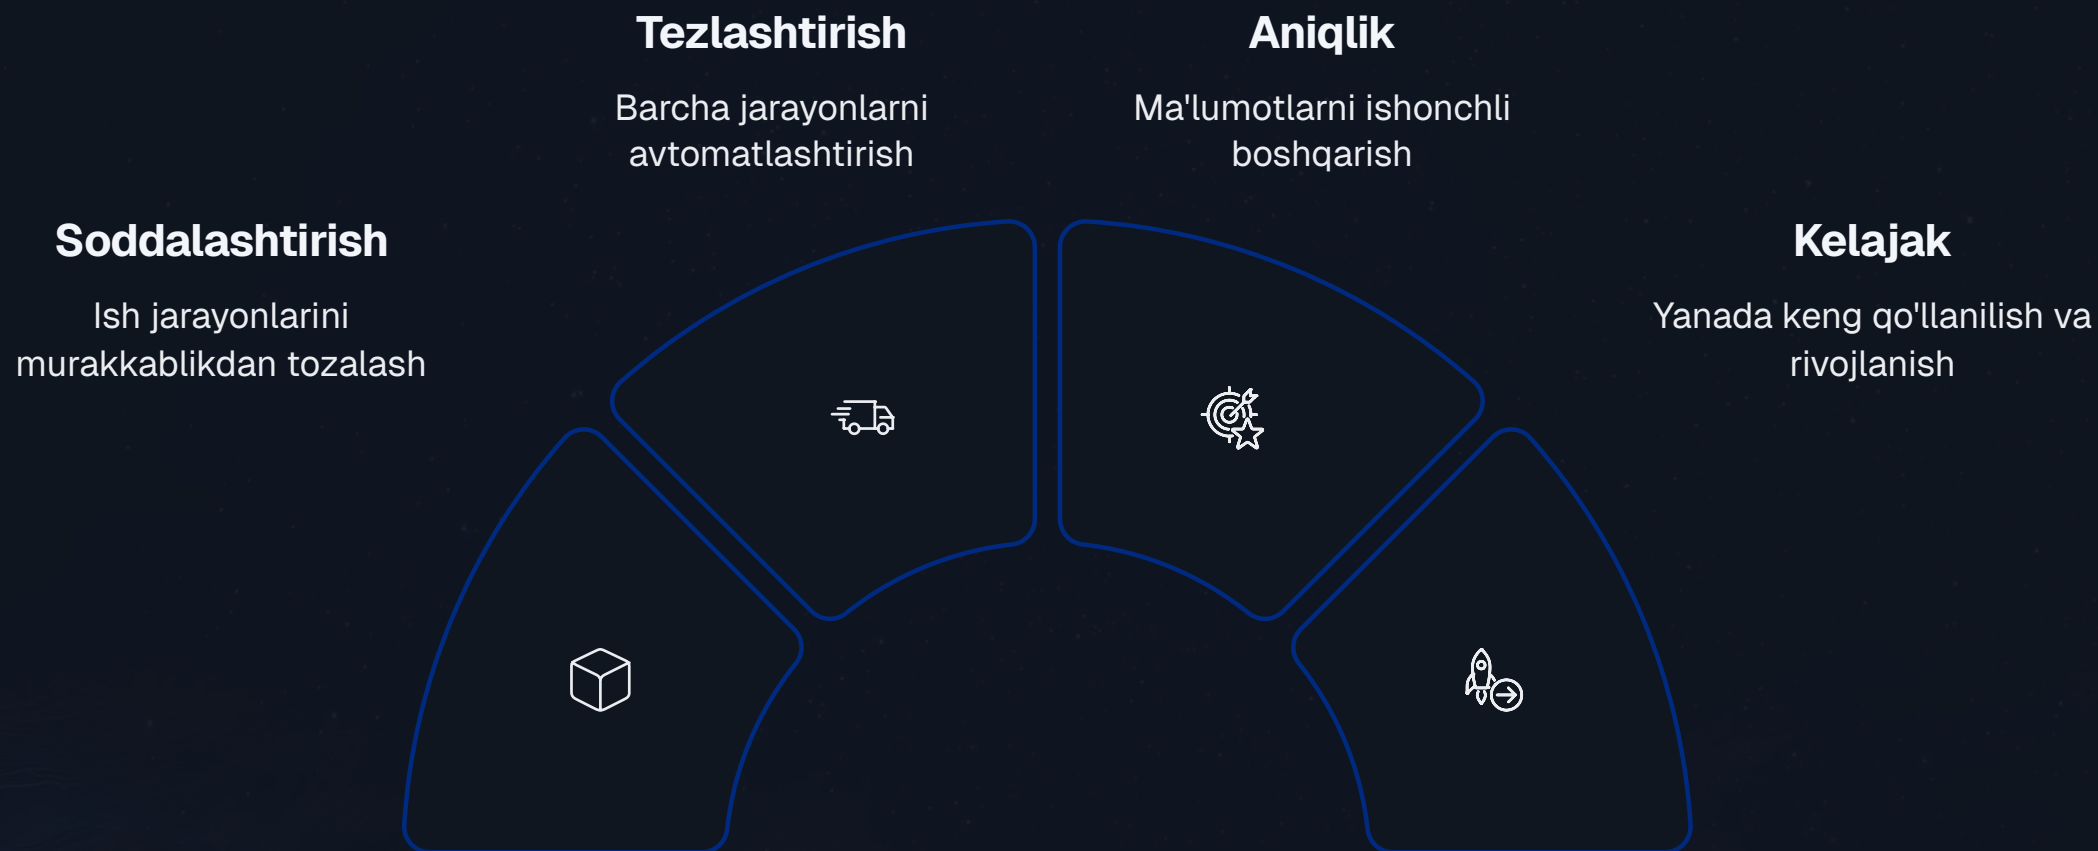 Soddalashtirish
Ish jarayonlarini
murakkablikdan tozalash
Tezlashtirish
Barcha jarayonlarni
avtomatlashtirish
Aniqlik
Ma'lumotlarni ishonchli
boshqarish
Kelajak
Yanada keng qo'llanilish va
rivojlanish